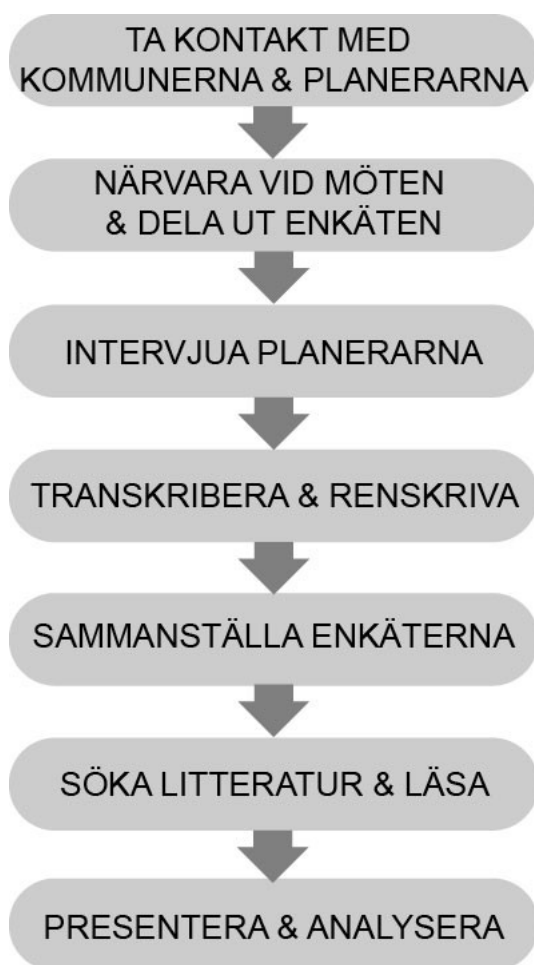 TA KONTAKT MED
KOMMUNERNA & PLANERARNA
NÄRVARA VID MÖTEN
& DELA UT ENKÄTEN
INTERVJUA PLANERARNA
TRANSKRIBERA & RENSKRIVA
SAMMANSTÄLLA ENKÄTERNA
SÖKA LITTERATUR & LÄSA
PRESENTERA & ANALYSERA